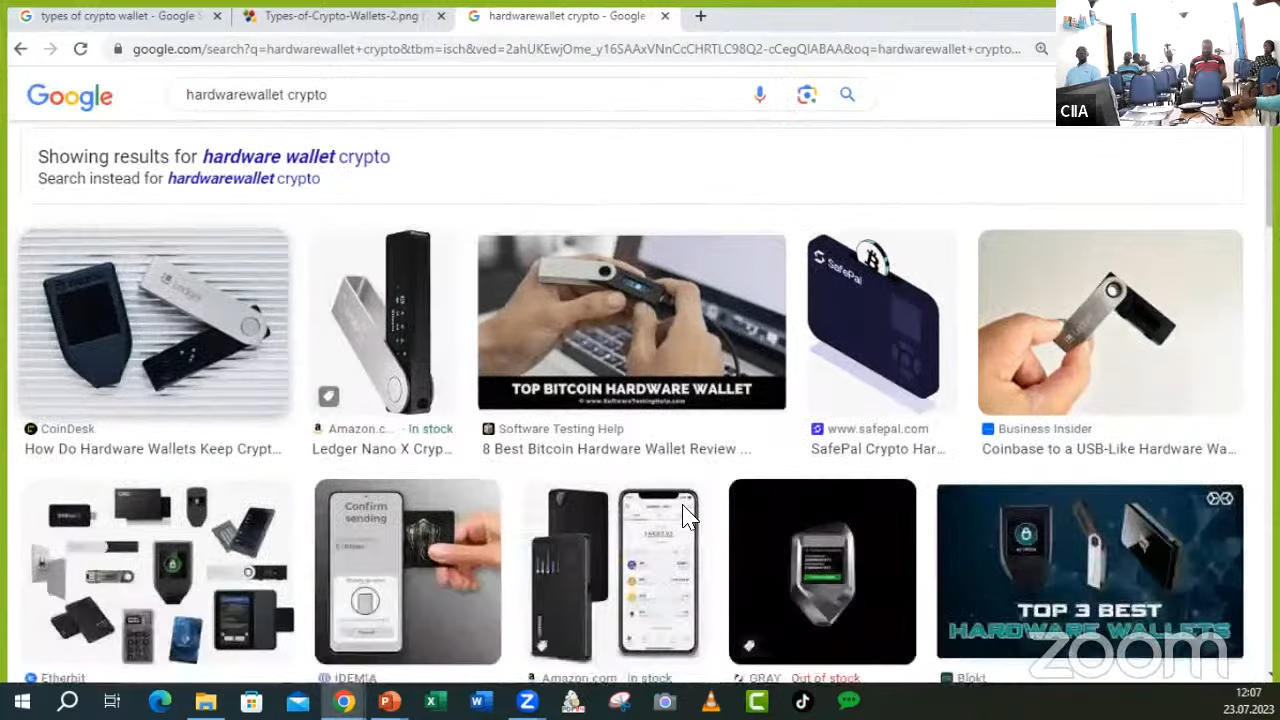 types of crypto wallet - Google S
Types-of-Crypto-Wallets-2.png (
hardwarewallet crypto - Google
google.com/search?q=hardwarewallet+crypto&tbm=isch&ved=2ahUKEwjOme_y16SAAxVNnCcCHRTLC98Q2-cCegQIABAA&oq=hardwarewallet+crypto...
CIIA
Google
hardwarewallet crypto
Showing results for hardware wallet crypto
Search instead for hardwarewallet crypto
Ledger
TOP BITCOIN HARDWARE WALLET
© www.SoftwareTestingHelp.com
SafePal
CoinDesk
How Do Hardware Wallets Keep Crypt...
Amazon.c... · In stock
Ledger Nano X Cryp...
Software Testing Help
8 Best Bitcoin Hardware Wallet Review ...
www.safepal.com
SafePal Crypto Har...
Business Insider
Coinbase to a USB-Like Hardware Wa...
Confirm
sending
TOP 3 BEST
HARDWARE WALLETS
zoom
Etherbit
IDEMIA
Amazon.com · In stock
GRAY · Out of stock
Blokt
12:07
23.07.2023